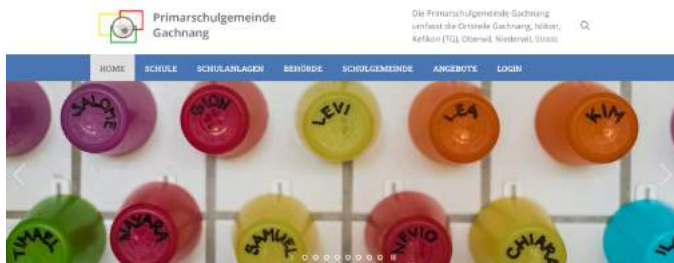 Primarschulgemeinde
Gachnang
Die Primarschulgemeinde Gachnang
umfasst die Ortsteile Gachnang, Islikon,
Kefikon (TG), Oberwil, Niederwil, Strass
HOME SCHULE SCHULANLAGEN BEHÖRDE SCHULGEMEINDE ANGEBOTE LOGIN
SALOME GION LEVI LEA KIM
TIMAEL NAYARA SAMUEL NEVIO CHIARA